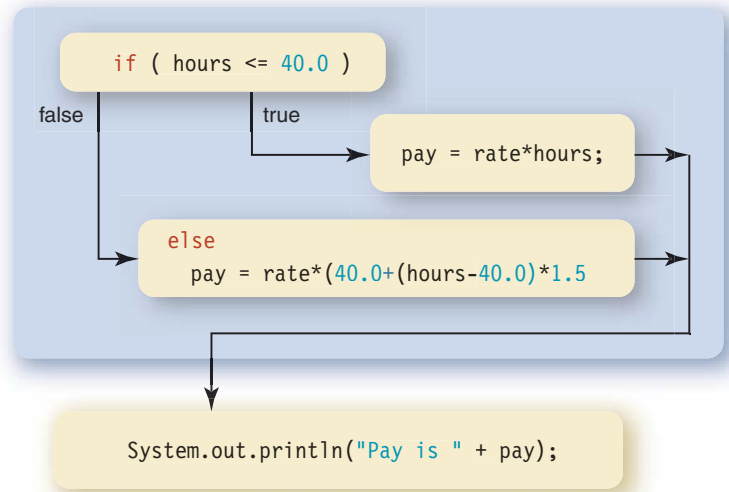 if ( hours <= 40.0 )
false
true
pay = rate*hours;
else
pay = rate*(40.0+(hours-40.0)*1.5
System.out.println("Pay is " + pay);